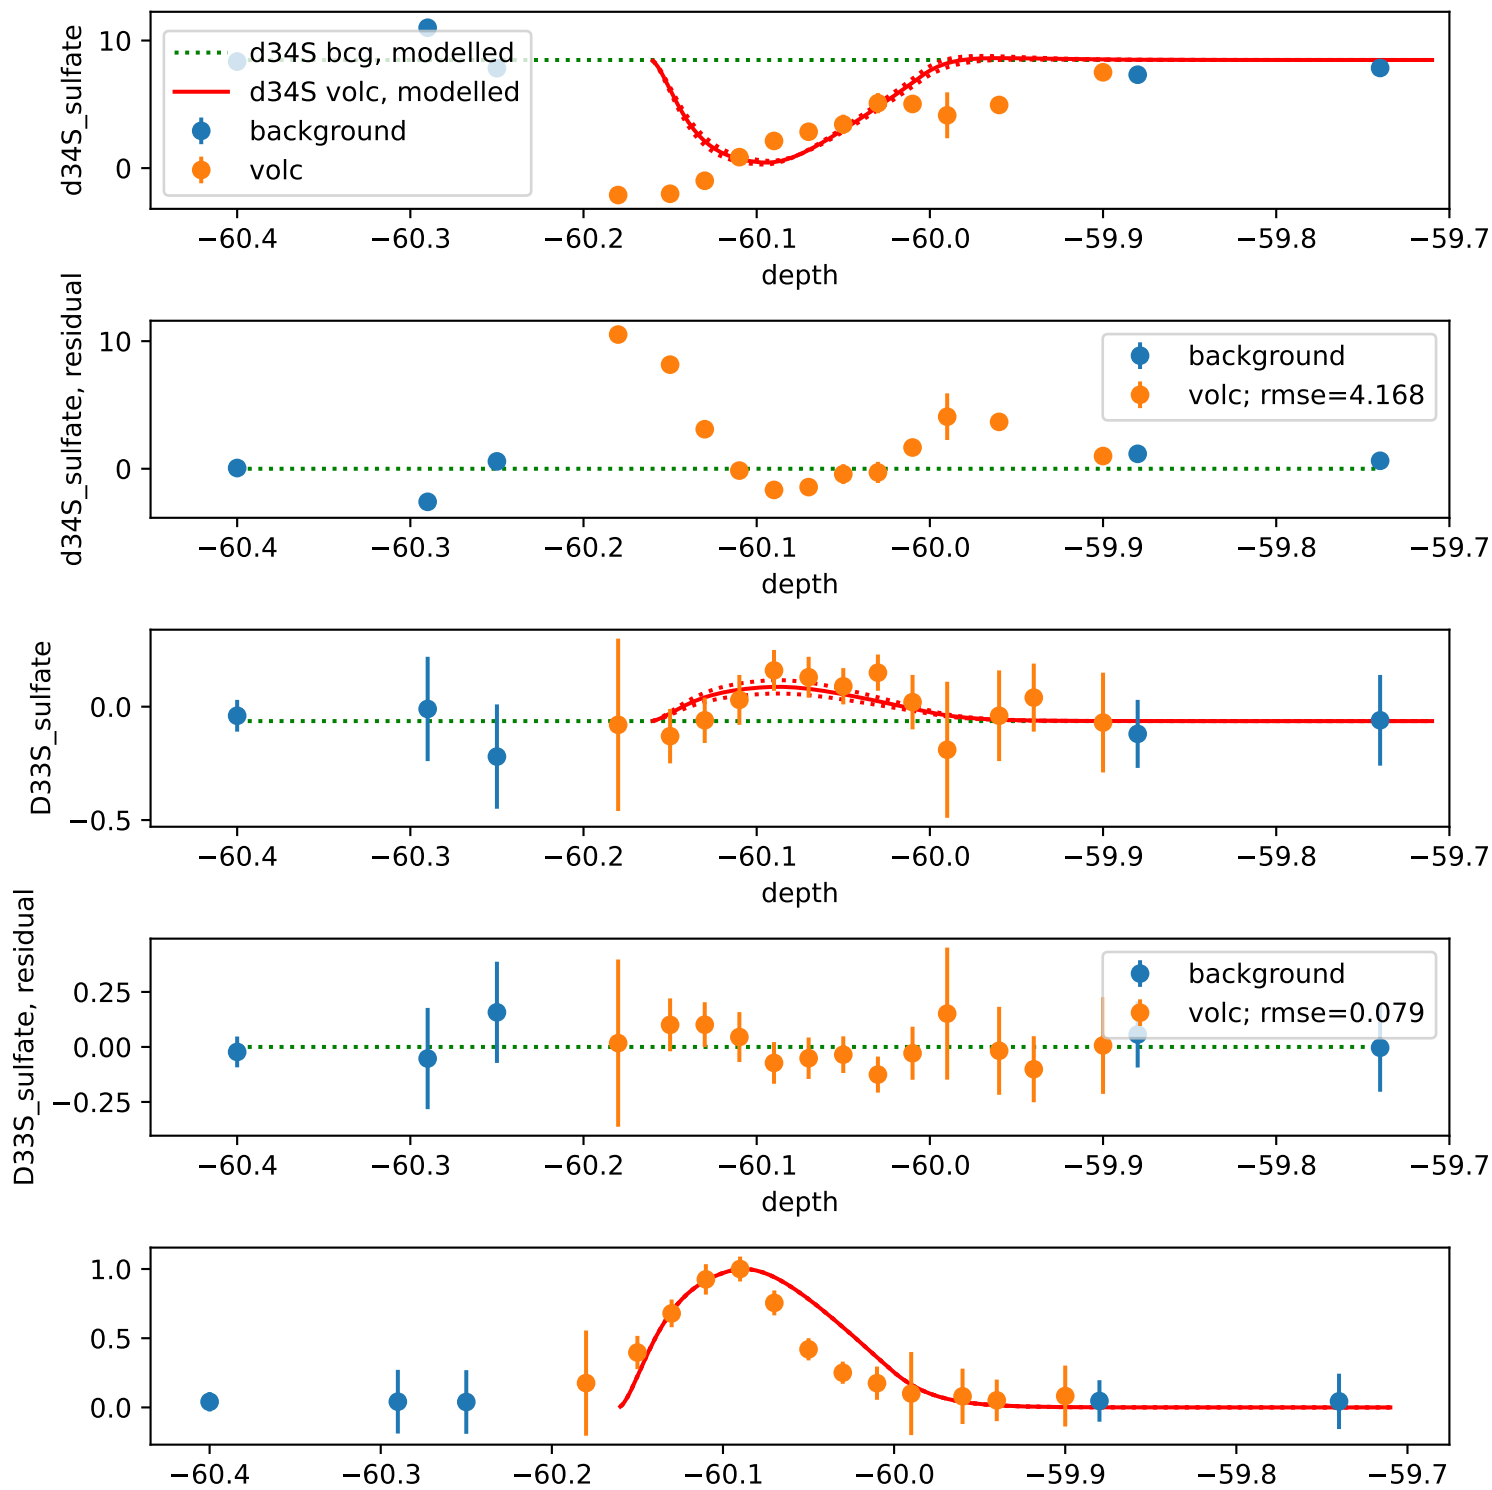 d34S_sulfate
10
0
d34S bcg, modelled
d34S volc, modelled
background
volc
−60.4 −60.3 −60.2 −60.1 −60.0 −59.9 −59.8 −59.7
depth
d34S_sulfate, residual
10
0
background
volc; rmse=4.168
−60.4 −60.3 −60.2 −60.1 −60.0 −59.9 −59.8 −59.7
depth
D33S_sulfate
0.0
−0.5
−60.4 −60.3 −60.2 −60.1 −60.0 −59.9 −59.8 −59.7
depth
D33S_sulfate, residual
0.25
0.00
−0.25
background
volc; rmse=0.079
−60.4 −60.3 −60.2 −60.1 −60.0 −59.9 −59.8 −59.7
depth
1.0
0.5
0.0
−60.4 −60.3 −60.2 −60.1 −60.0 −59.9 −59.8 −59.7